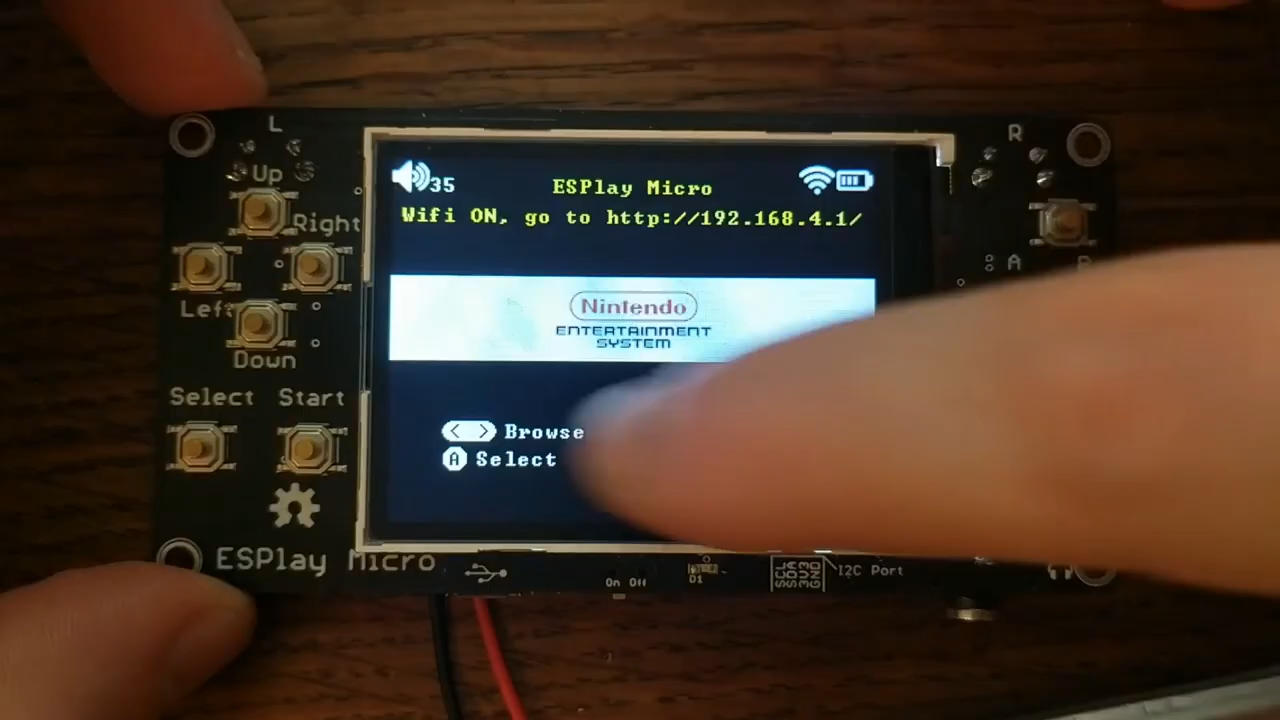 L
R
Up
Right
Left
Down
A
Select Start
35
ESPlay Micro
Wifi ON, go to http://192.168.4.1/
Nintendo
ENTERTAINMENT
SYSTEM
< > Browse
A Select
ESPlay Micro
On Off
D1
SCL
SDA
3V3
GND
I2C Port